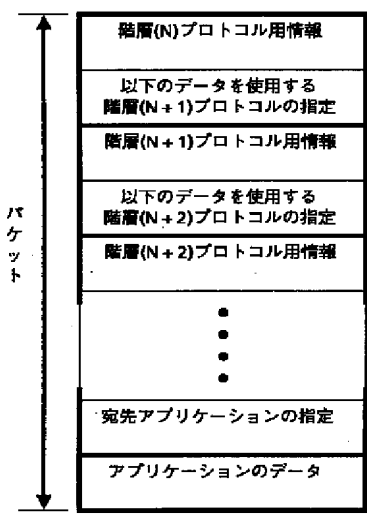 階層(N)プロトコル用情報
以下のデータを使用する
階層(N+1)プロトコルの指定
階層(N+1)プロトコル用情報
以下のデータを使用する
階層(N+2)プロトコルの指定
階層(N+2)プロトコル用情報
パケット
宛先アプリケーションの指定
アプリケーションのデータ